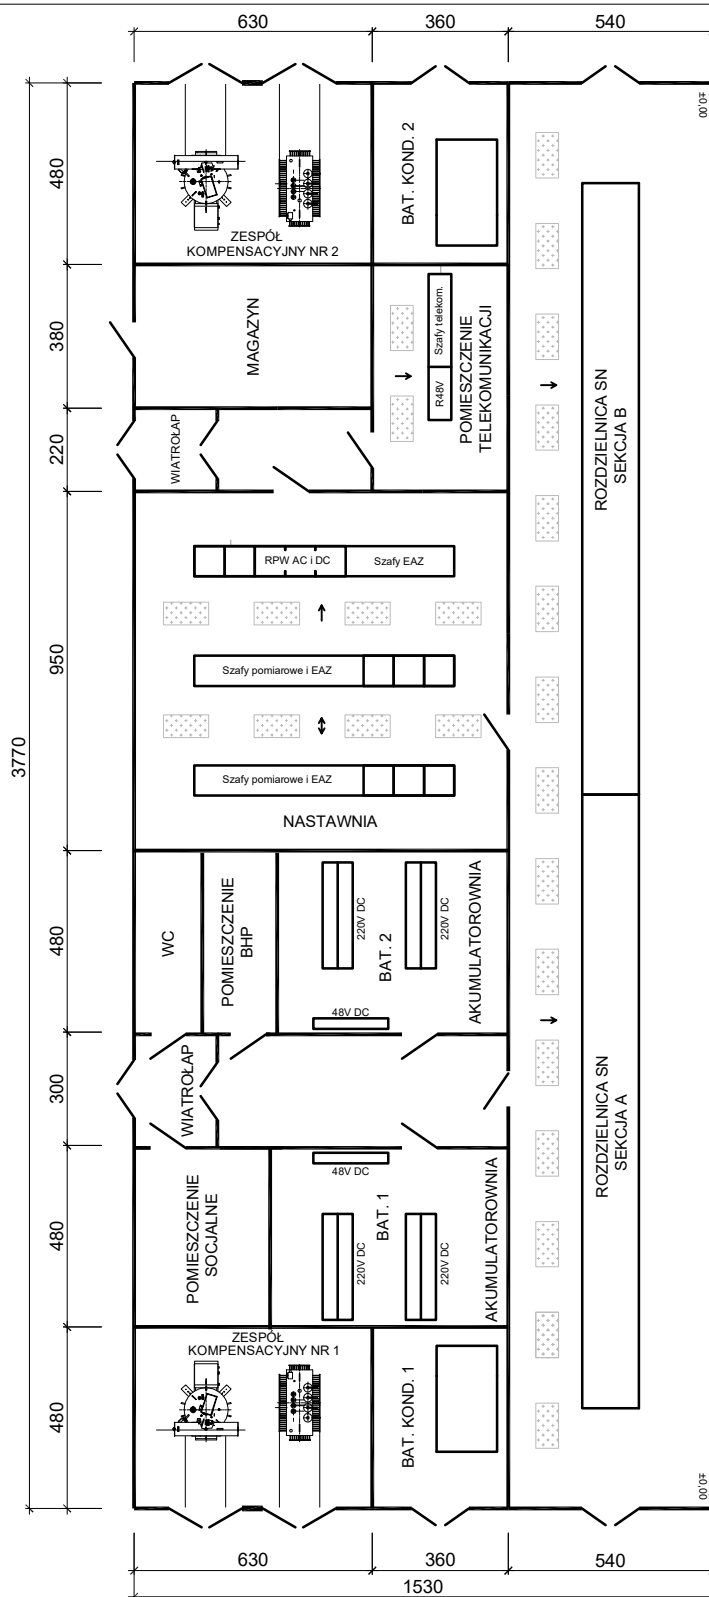 630
360
540
±0,00
480
ZESPÓŁ
KOMPENSACYJNY NR 2
BAT. KOND. 2
380
MAGAZYN
Szafy telekom.
R48V
POMIESZCZENIE
TELEKOMUNIKACJI
ROZDZIELNICA SN
SEKCJA B
220
WIATROŁAP
950
RPW AC i DC
Szafy EAZ
Szafy pomiarowe i EAZ
Szafy pomiarowe i EAZ
NASTAWNIA
3770
480
WC
POMIESZCZENIE
BHP
220V DC
BAT. 2
220V DC
AKUMULATOROWNIA
48V DC
300
WIATROŁAP
ROZDZIELNICA SN
SEKCJA A
48V DC
480
POMIESZCZENIE
SOCJALNE
BAT. 1
220V DC
220V DC
AKUMULATOROWNIA
ZESPÓŁ
KOMPENSACYJNY NR 1
480
BAT. KOND. 1
±0,00
630
360
540
1530